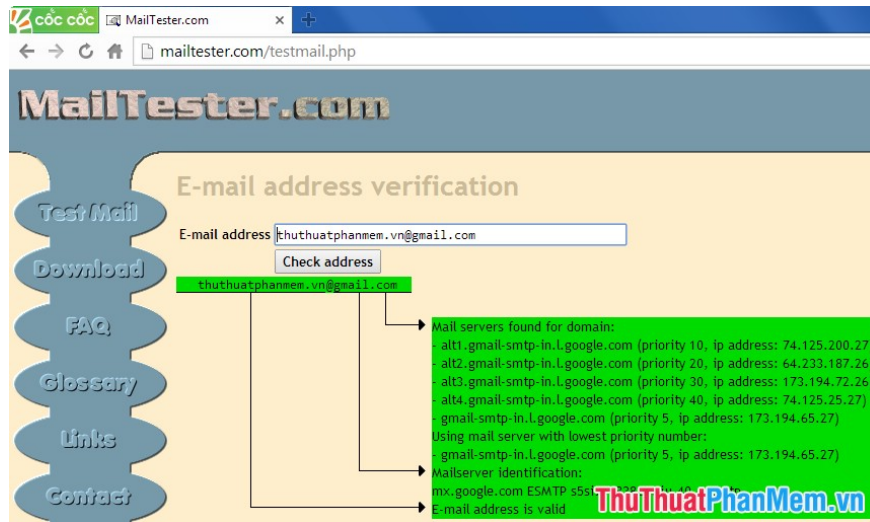 cốc cốc
MailTester.com
mailtester.com/testmail.php
MailTester.com
Test Mail
Download
FAQ
Glossary
Links
Contact
E-mail address verification
E-mail address thuthuatphanmem.vn@gmail.com
Check address
thuthuatphanmem.vn@gmail.com
Mail servers found for domain:
- alt1.gmail-smtp-in.l.google.com (priority 10, ip address: 74.125.200.27
- alt2.gmail-smtp-in.l.google.com (priority 20, ip address: 64.233.187.26
- alt3.gmail-smtp-in.l.google.com (priority 30, ip address: 173.194.72.26
- alt4.gmail-smtp-in.l.google.com (priority 40, ip address: 74.125.25.27)
- gmail-smtp-in.l.google.com (priority 5, ip address: 173.194.65.27)
Using mail server with lowest priority number:
- gmail-smtp-in.l.google.com (priority 5, ip address: 173.194.65.27)
Mailserver identification:
mx.google.com ESMTP
E-mail address is valid
ThuThuatPhanMem.vn